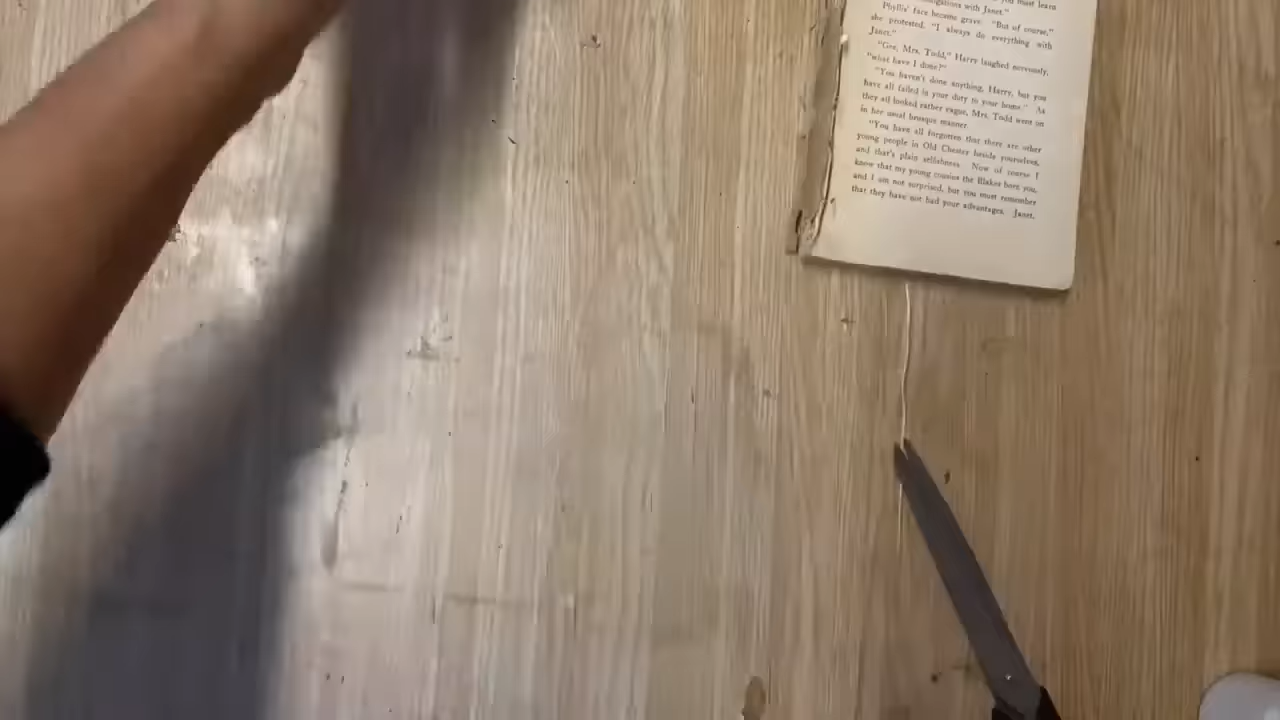 you must learn
with Janet."
Phyllis' face became grave. "But of course,"
she protested, "I always do everything with
Janet."
"Gee, Mrs. Todd," Harry laughed nervously,
"what have I done?"
"You haven't done anything, Harry, but you
have all failed in your duty to your home." As
they all looked rather vague, Mrs. Todd went on
in her usual brusque manner.
"You have all forgotten that there are other
young people in Old Chester beside yourselves,
and that's plain selfishness. Now of course I
know that my young cousins the Blakes bore you,
and I am not surprised, but you must remember
that they have not had your advantages. Janet,